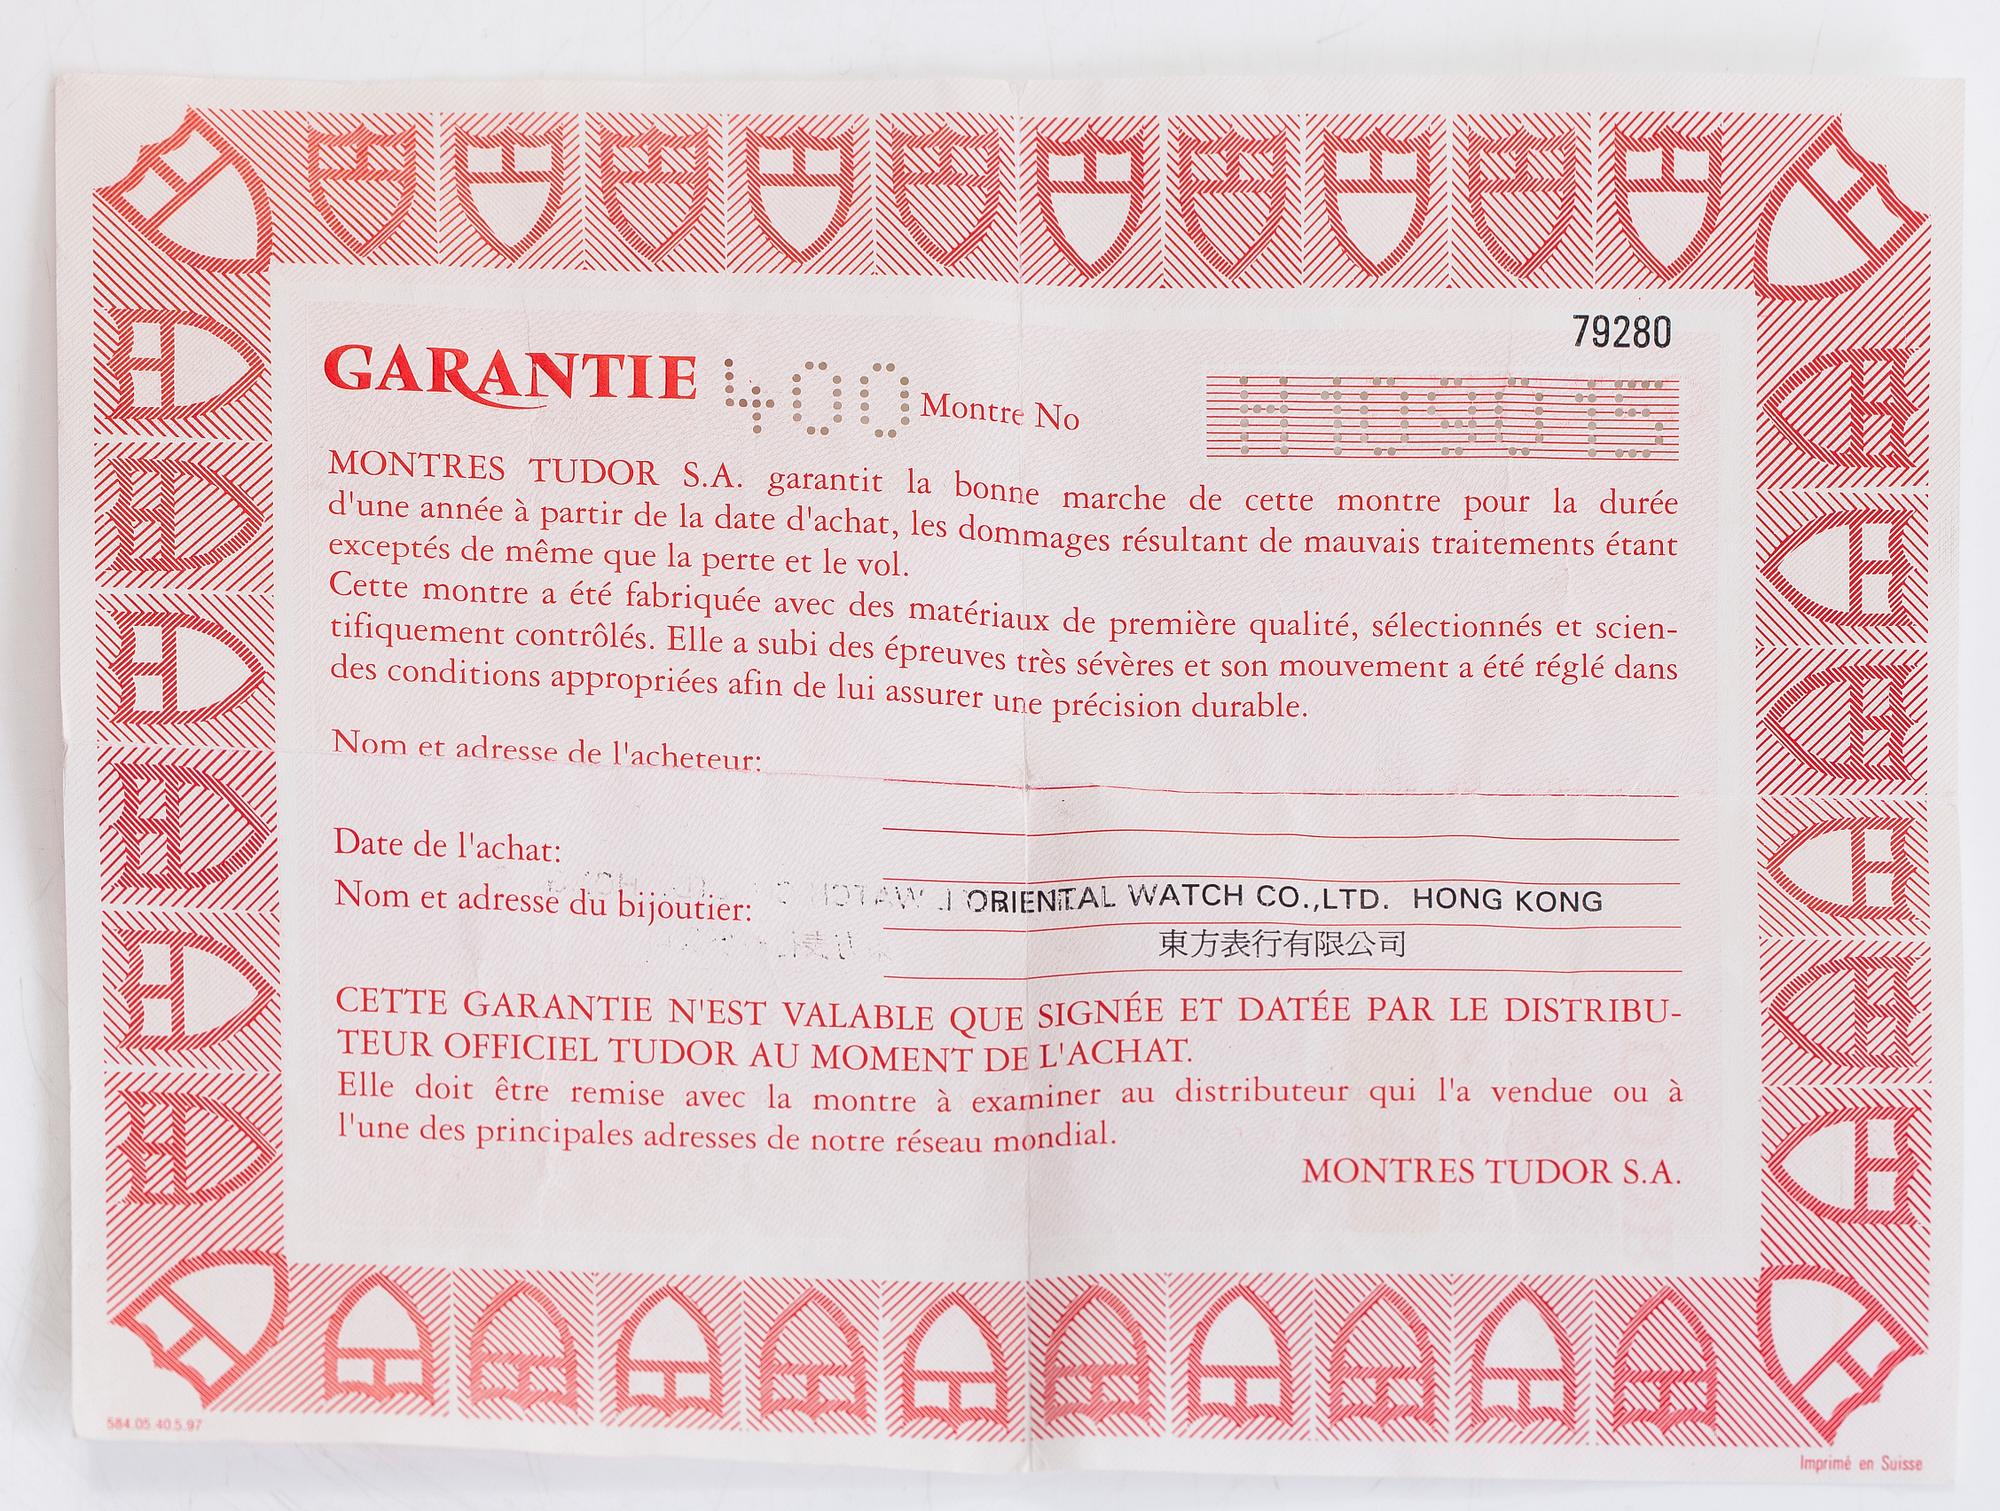 79280
GARANTIE 400 Montre No
MONTRES TUDOR S.A. garantit la bonne marche de cette montre pour la durée
d'une année à partir de la date d'achat, les dommages résultant de mauvais traitements étant
exceptés de même que la perte et le vol.
Cette montre a été fabriquée avec des matériaux de première qualité, sélectionnés et scien-
tifiquement contrôlés. Elle a subi des épreuves très sévères et son mouvement a été réglé dans
des conditions appropriées afin de lui assurer une précision durable.
Nom et adresse de l'acheteur:
Date de l'achat:
Nom et adresse du bijoutier: ORIENTAL WATCH CO.,LTD. HONG KONG
東方表行有限公司
CETTE GARANTIE N'EST VALABLE QUE SIGNÉE ET DATÉE PAR LE DISTRIBU-
TEUR OFFICIEL TUDOR AU MOMENT DE L'ACHAT.
Elle doit être remise avec la montre à examiner au distributeur qui l'a vendue ou à
l'une des principales adresses de notre réseau mondial.
MONTRES TUDOR S.A.
584.05.40.5.97
Imprimé en Suisse